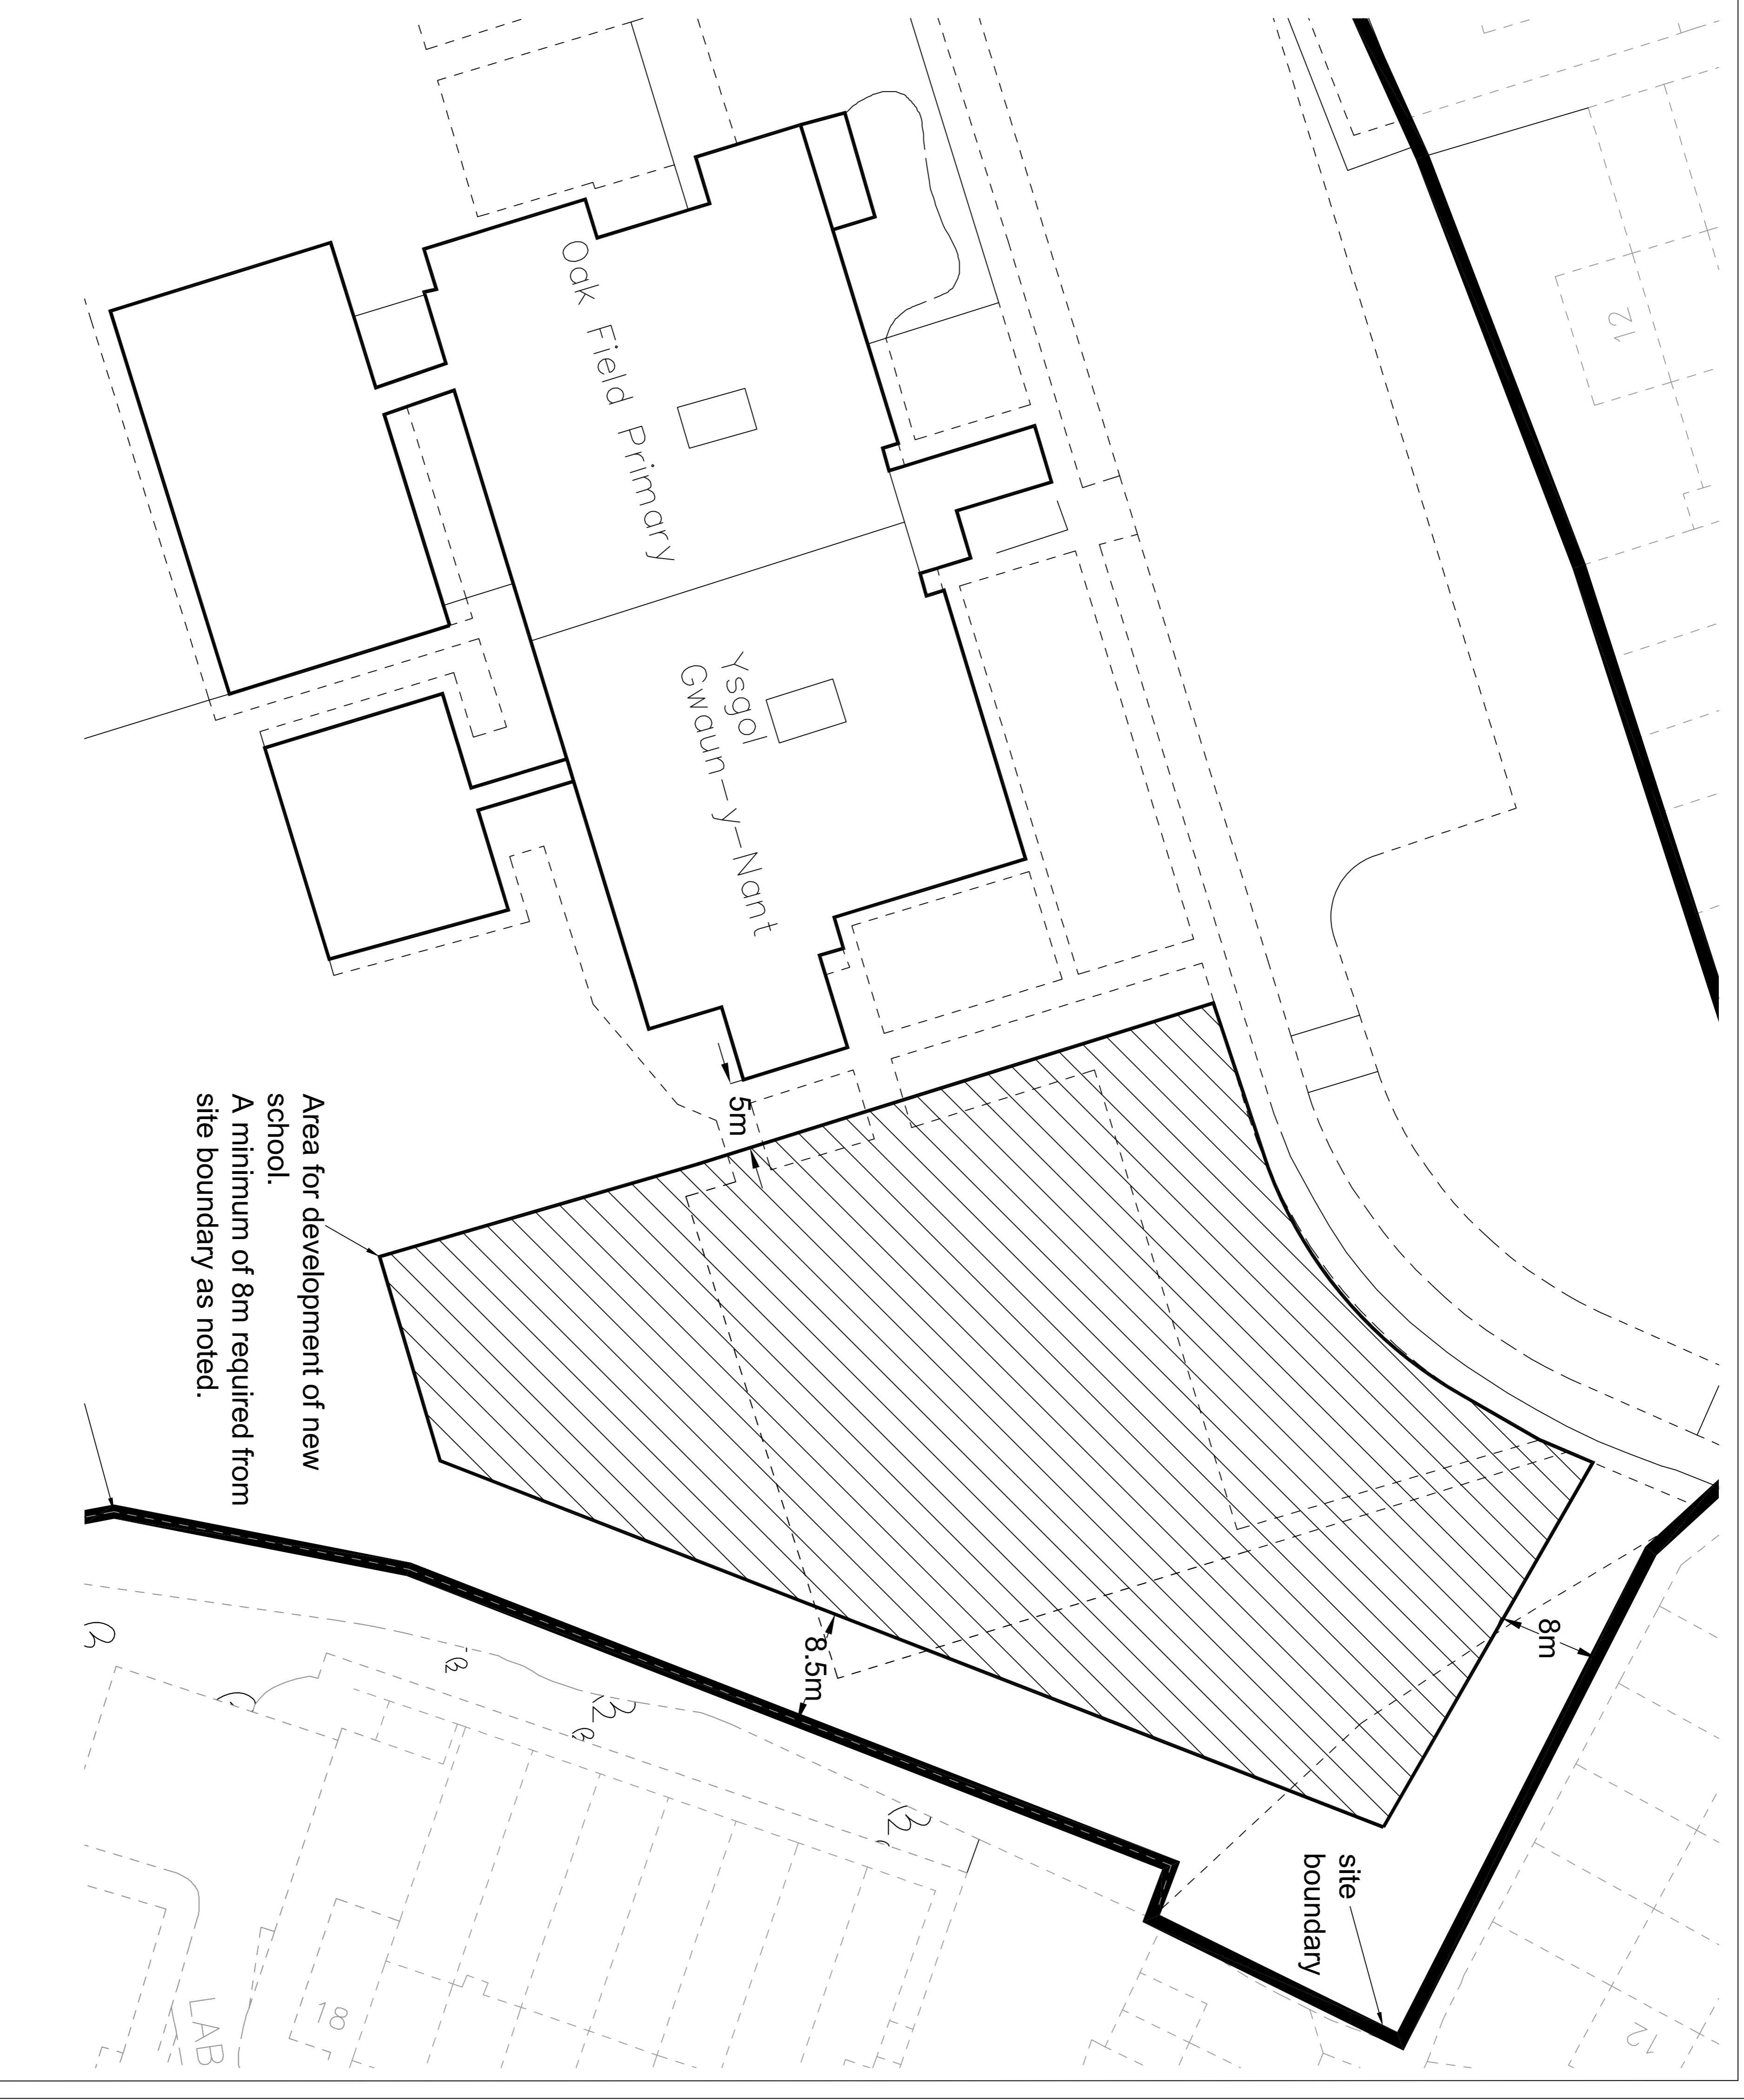 Oak Field Primary
Ysgol
Gwaun-y-Nant
5m
Area for development of new
school.
A minimum of 8m required from
site boundary as noted.
8m
8.5m
site
boundary
2
18
LAB